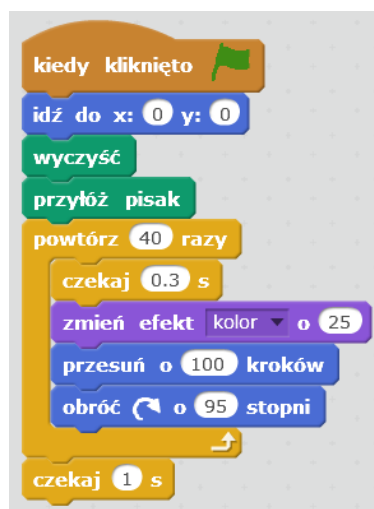 kiedy kliknięto
idź do x: 0 y: 0
wyczyść
przyłóż pisak
powtórz 40 razy
czekaj 0.3 s
zmień efekt kolor o 25
przesuń o 100 kroków
obróć o 95 stopni
czekaj 1 s